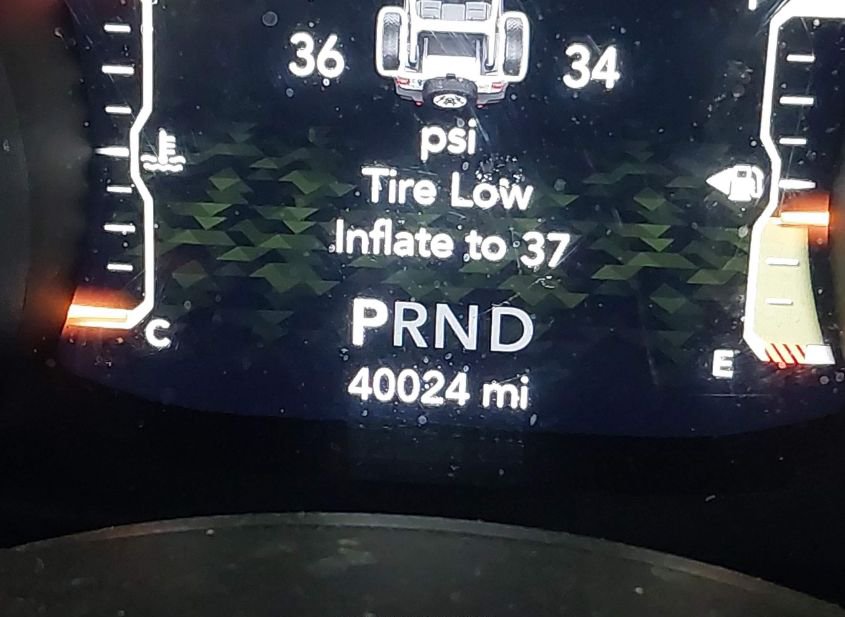 36 34
psi
Tire Low
Inflate to 37
PRND
40024 mi
C
E